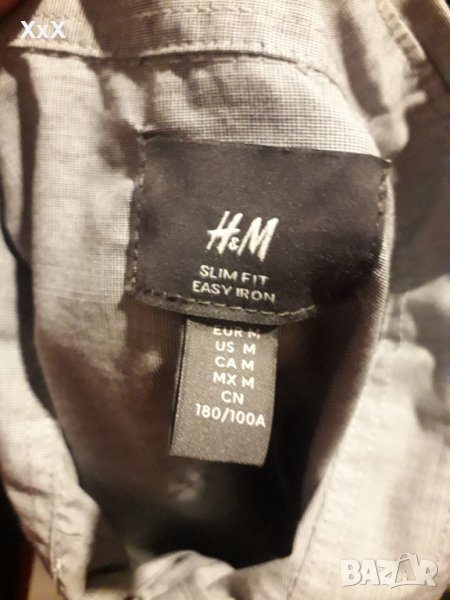 XxX
H&M
SLIM FIT
EASY IRON
EUR M
US M
CA M
MX M
CN
180/100A
BAZAR